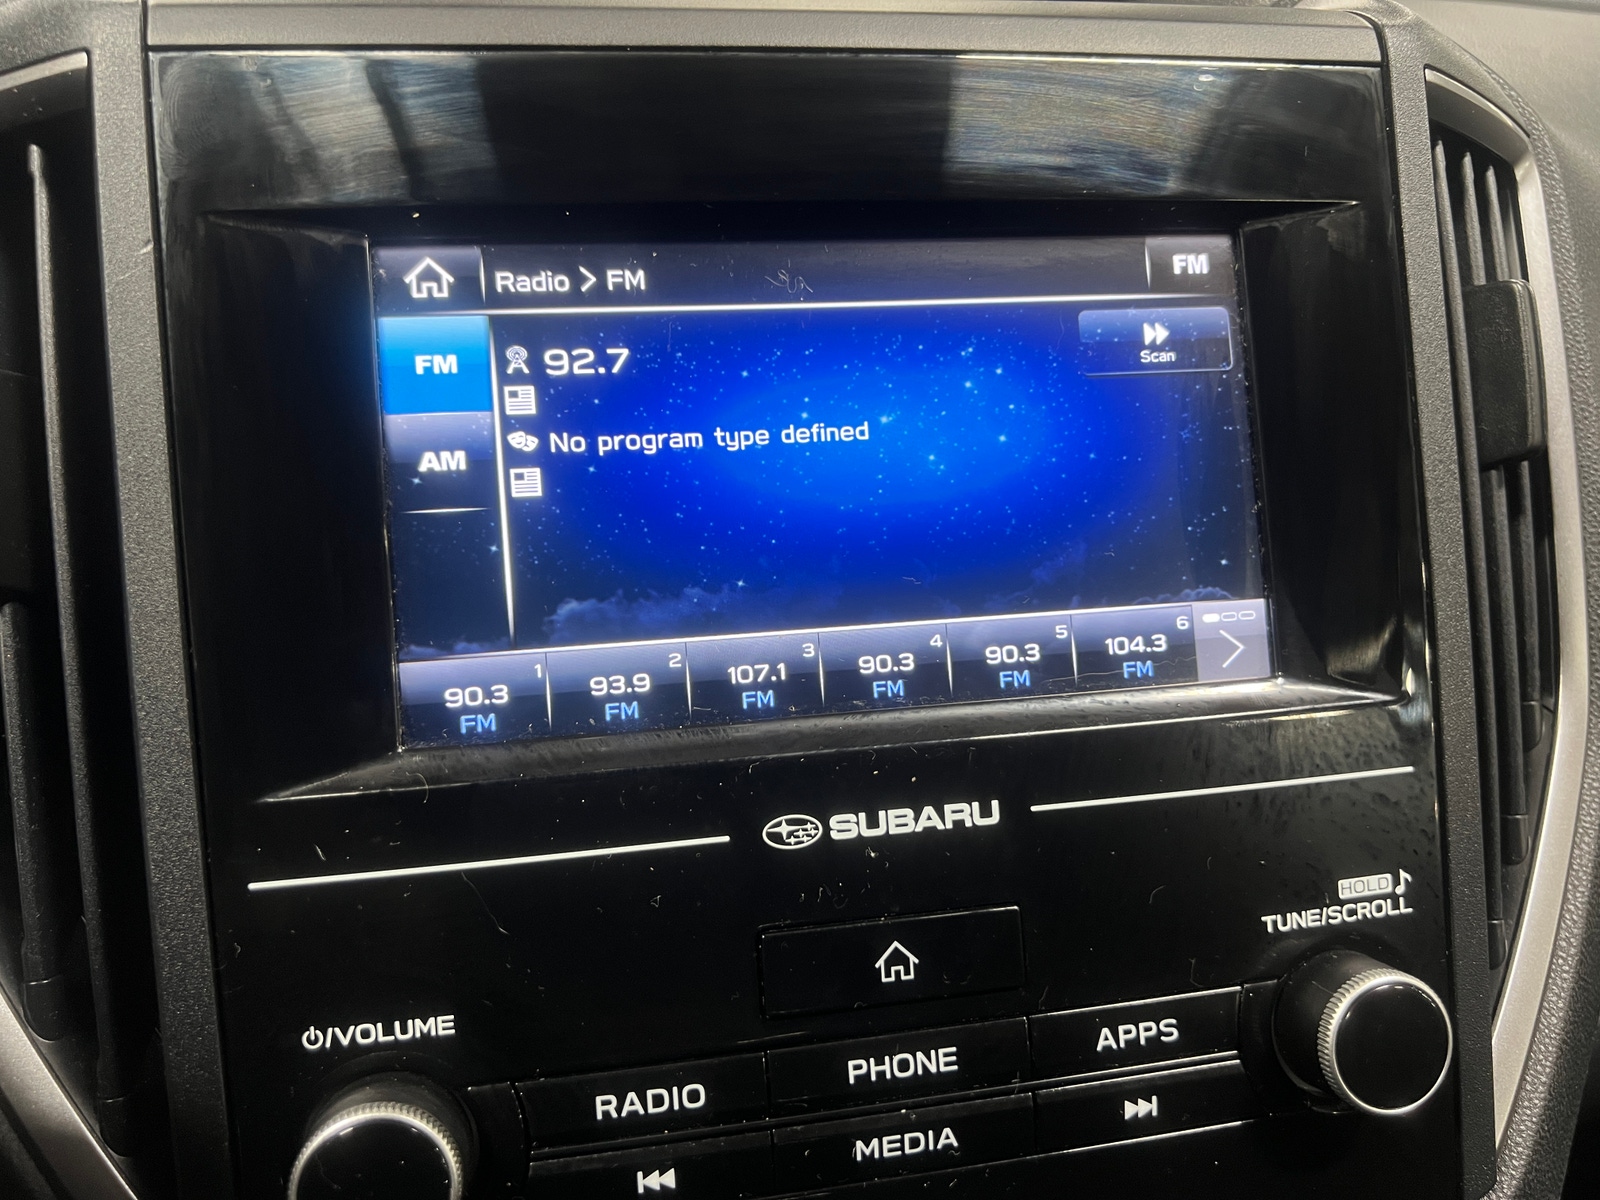 Radio > FM
FM
FM
92.7
Scan
AM
No program type defined
1
90.3
FM
2
93.9
FM
3
107.1
FM
4
90.3
FM
5
90.3
FM
6
104.3
FM
SUBARU
HOLD
TUNE/SCROLL
/VOLUME
RADIO
PHONE
APPS
MEDIA